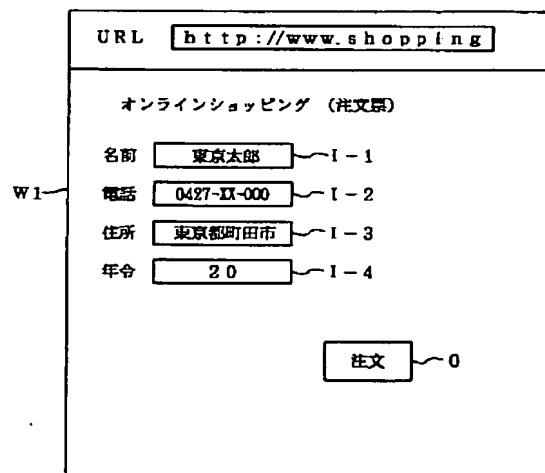 URL http://www.shopping
オンラインショッピング (注文票)
名前 東京太郎 I-1
W1
電話 0427-XX-000 I-2
住所 東京都町田市 I-3
年令 20 I-4
注文 O